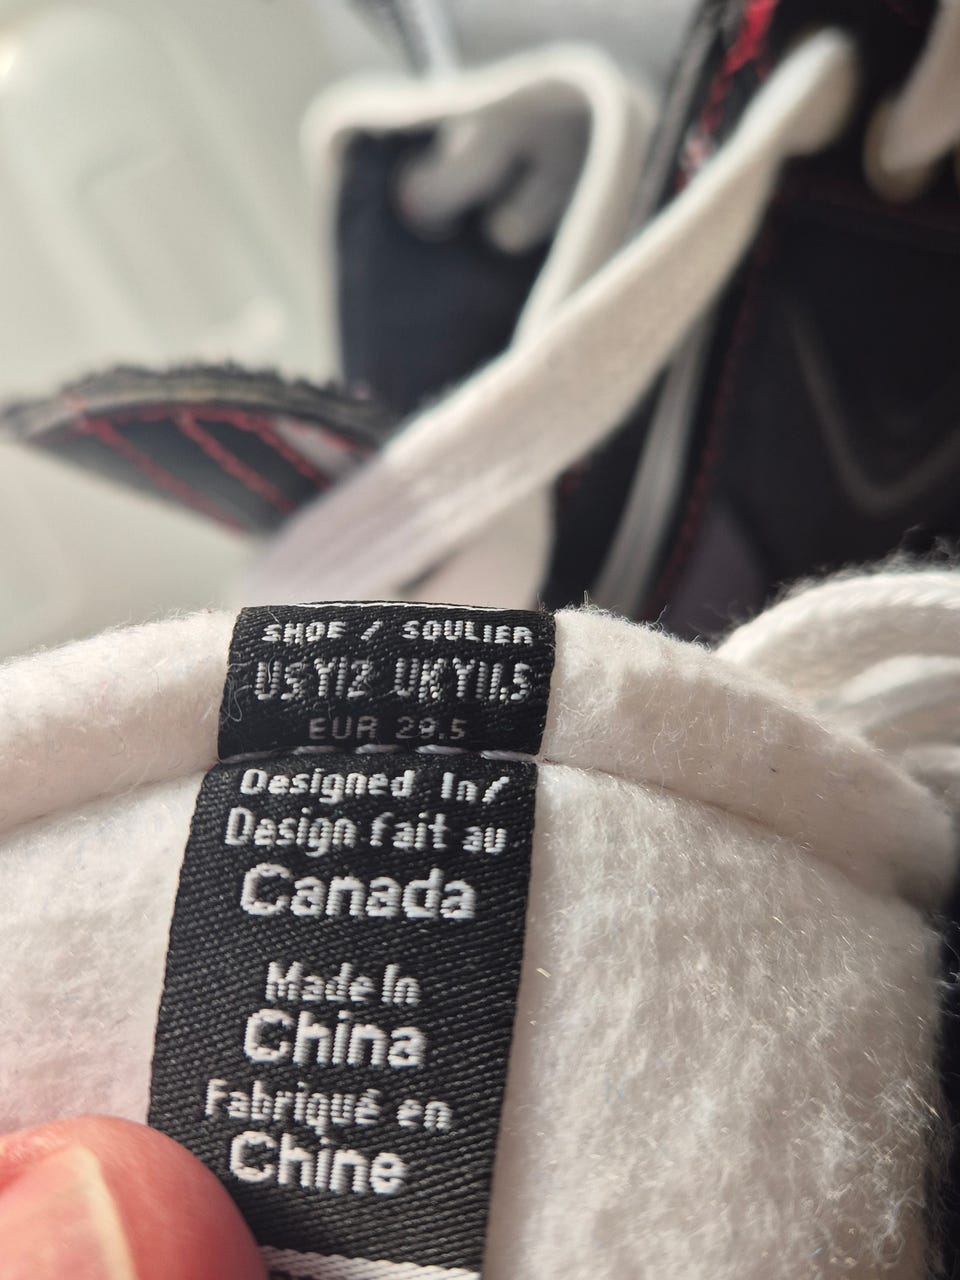 SHOE / SOULIER
US Y12 UK Y11.5
EUR 29.5
Designed In/
Design fait au
Canada
Made In
China
Fabriqué en
Chine